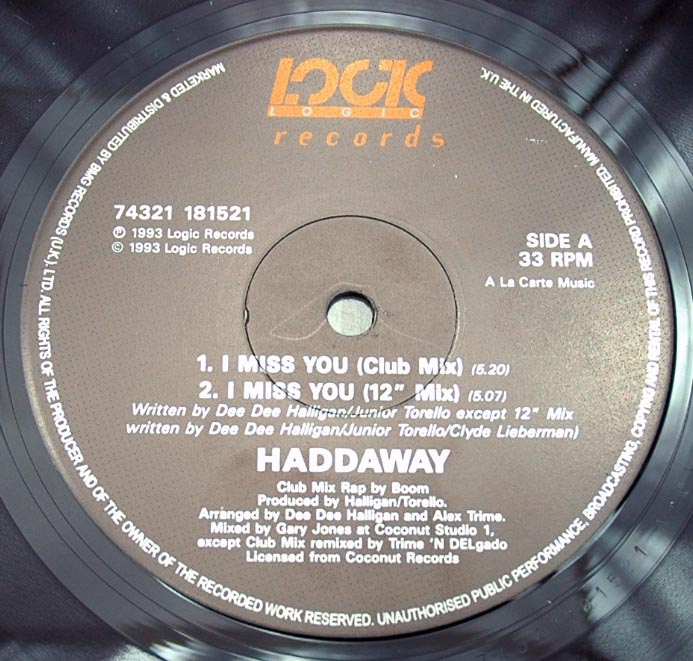 LOGIC
LOGIC
records
74321 181521
℗ 1993 Logic Records
© 1993 Logic Records
SIDE A
33 RPM
A La Carte Music
1. I MISS YOU (Club Mix) (5.20)
2. I MISS YOU (12" Mix) (5.07)
Written by Dee Dee Halligan/Junior Torello except 12" Mix
written by Dee Dee Halligan/Junior Torello/Clyde Lieberman)
HADDAWAY
Club Mix Rap by Boom
Produced by Halligan/Torello.
Arranged by Dee Dee Halligan and Alex Trime.
Mixed by Gary Jones at Coconut Studio 1,
except Club Mix remixed by Trime 'N DELgado
Licensed from Coconut Records
MARKETED & DISTRIBUTED BY BMG RECORDS (U.K.), LTD. ALL RIGHTS OF THE PRODUCER AND OF THE OWNER OF THE RECORDED WORK RESERVED. UNAUTHORISED PUBLIC PERFORMANCE, BROADCASTING, COPYING AND RENTAL OF THIS RECORD PROHIBITED. MANUFACTURED IN THE U.K.